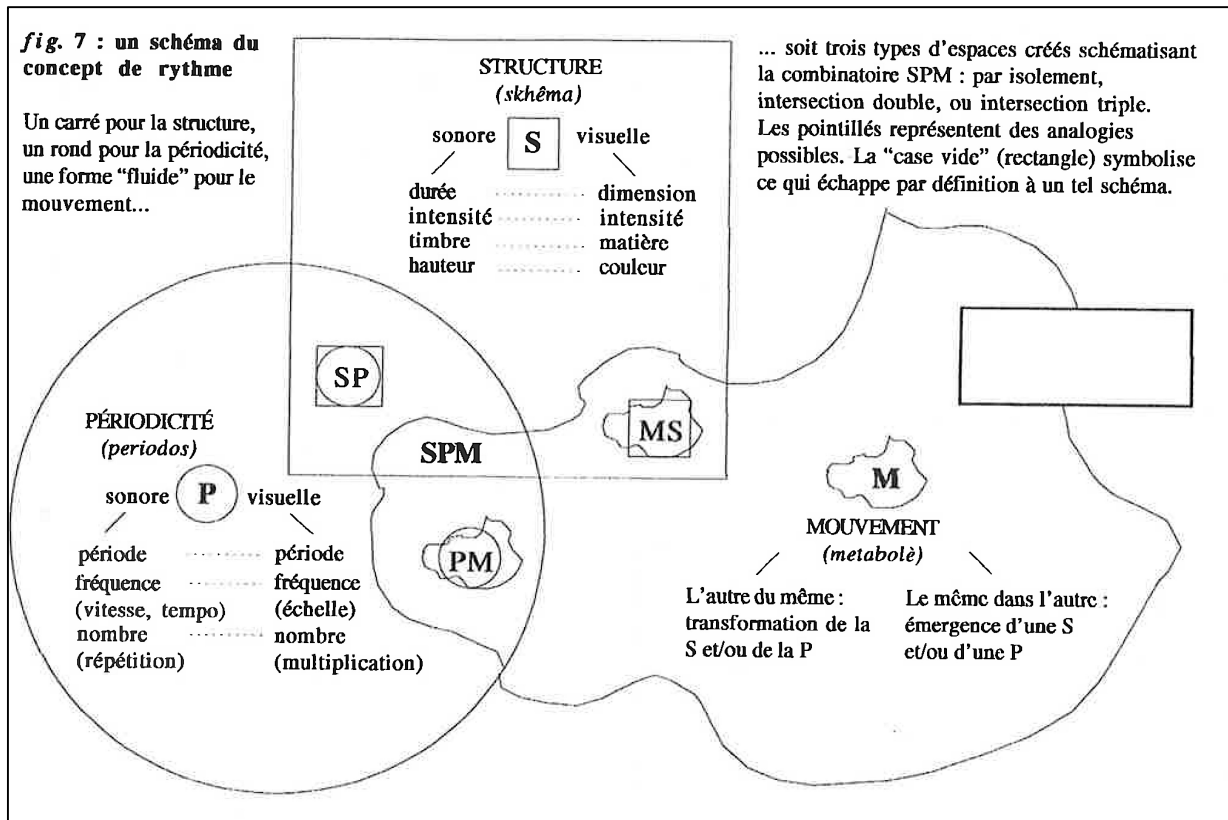 fig. 7 : un schéma du
concept de rythme
Un carré pour la structure,
un rond pour la périodicité,
une forme “fluide” pour le
mouvement...
... soit trois types d’espaces créés schématisant
la combinatoire SPM : par isolement,
intersection double, ou intersection triple.
Les pointillés représentent des analogies
possibles. La “case vide” (rectangle) symbolise
ce qui échappe par définition à un tel schéma.
STRUCTURE
(skhêma)
sonore S visuelle
durée ............ dimension
intensité ............ intensité
timbre ............ matière
hauteur ............ couleur
SP
MS
SPM
PÉRIODICITÉ
(periodos)
sonore P visuelle
période ............ période
fréquence ............ fréquence
(vitesse, tempo) (échelle)
nombre ............ nombre
(répétition) (multiplication)
PM
M
MOUVEMENT
(metabolè)
L’autre du même :
transformation de la
S et/ou de la P
Le même dans l’autre :
émergence d’une S
et/ou d’une P